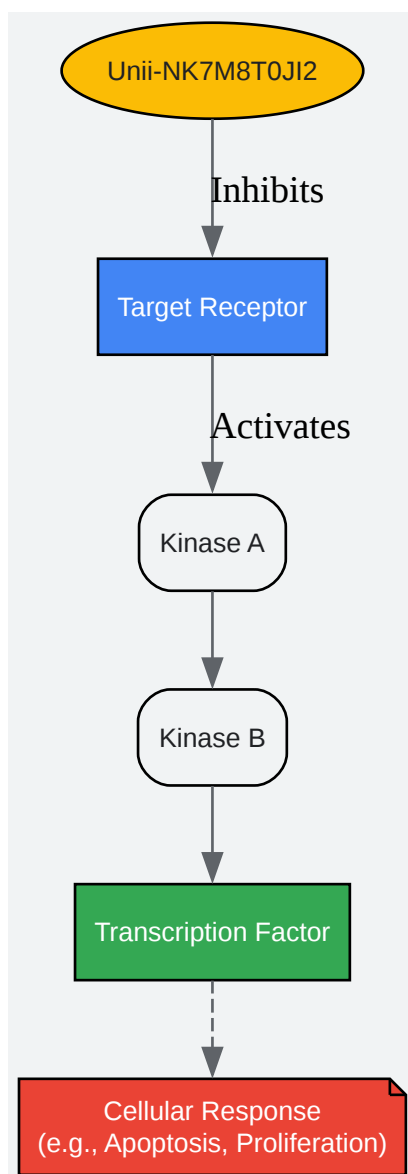 Unii-NK7M8T0JI2
Inhibits
Target Receptor
Activates
Kinase A
Kinase B
Transcription Factor
Cellular Response
(e.g., Apoptosis, Proliferation)